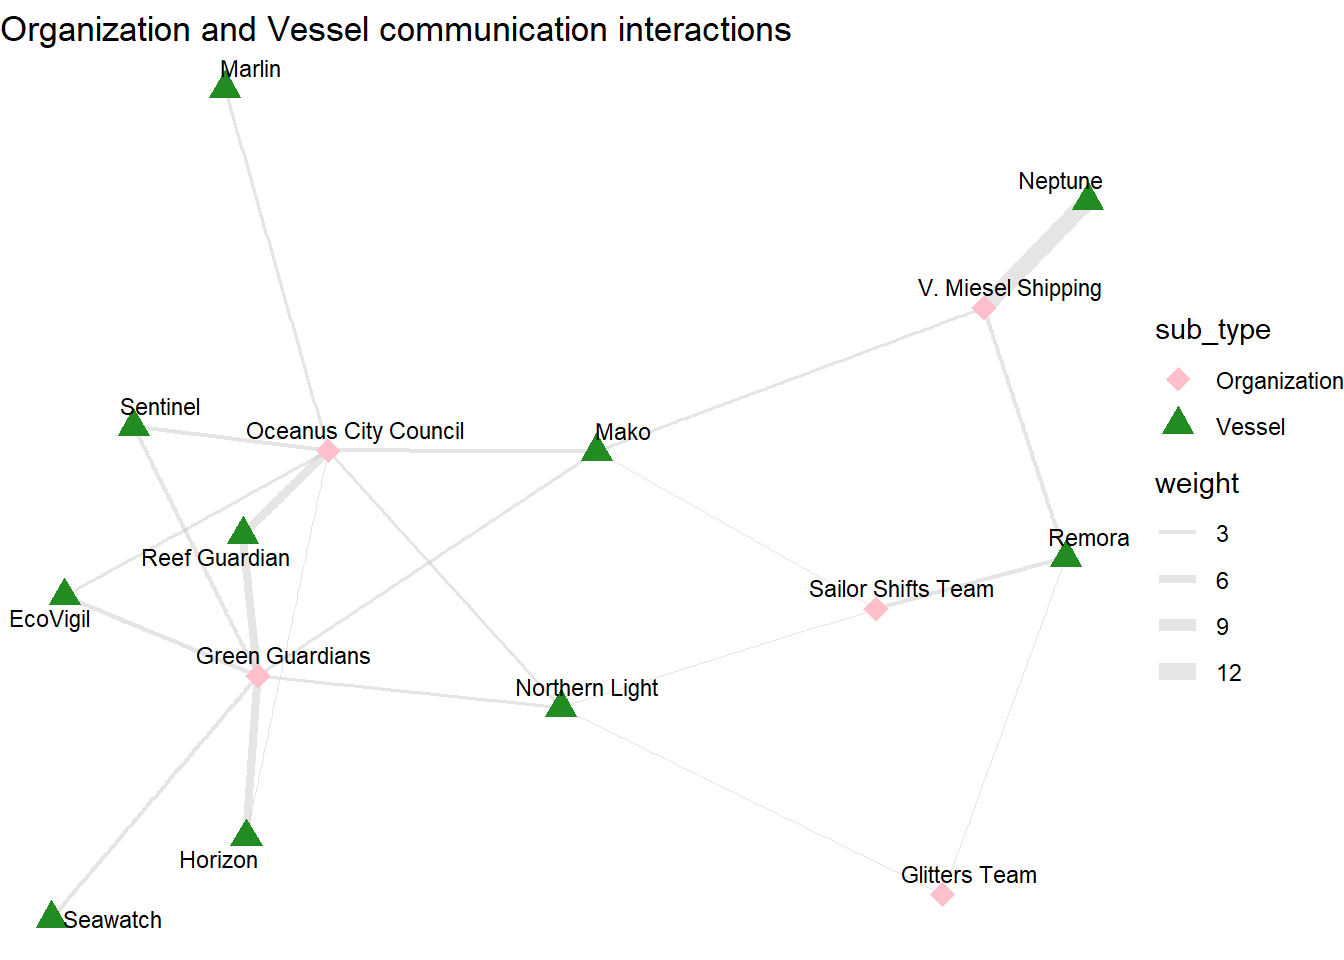 Organization and Vessel communication interactions
Marlin
Neptune
V. Miesel Shipping
Sentinel
Oceanus City Council
Mako
Reef Guardian
Remora
Sailor Shifts Team
EcoVigil
Green Guardians
Northern Light
Horizon
Glitters Team
Seawatch
sub_type
Organization
Vessel
weight
3
6
9
12